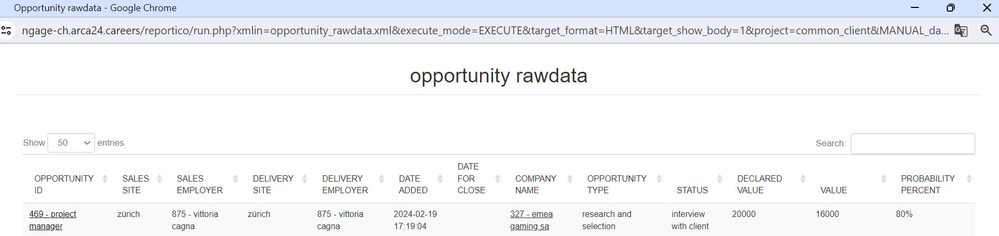 Opportunity rawdata - Google Chrome
ngage-ch.arca24.careers/reportico/run.php?xmlin=opportunity_rawdata.xml&execute_mode=EXECUTE&target_format=HTML&target_show_body=1&project=common_client&MANUAL_da...
opportunity rawdata
Show 50 entries
Search:
OPPORTUNITY ID
SALES SITE
SALES EMPLOYER
DELIVERY SITE
DELIVERY EMPLOYER
DATE ADDED
DATE FOR CLOSE
COMPANY NAME
OPPORTUNITY TYPE
STATUS
DECLARED VALUE
VALUE
PROBABILITY PERCENT
469 - project manager
zürich
875 - vittoria cagna
zürich
875 - vittoria cagna
2024-02-19 17:19:04
327 - emea gaming sa
research and selection
interview with client
20000
16000
80%